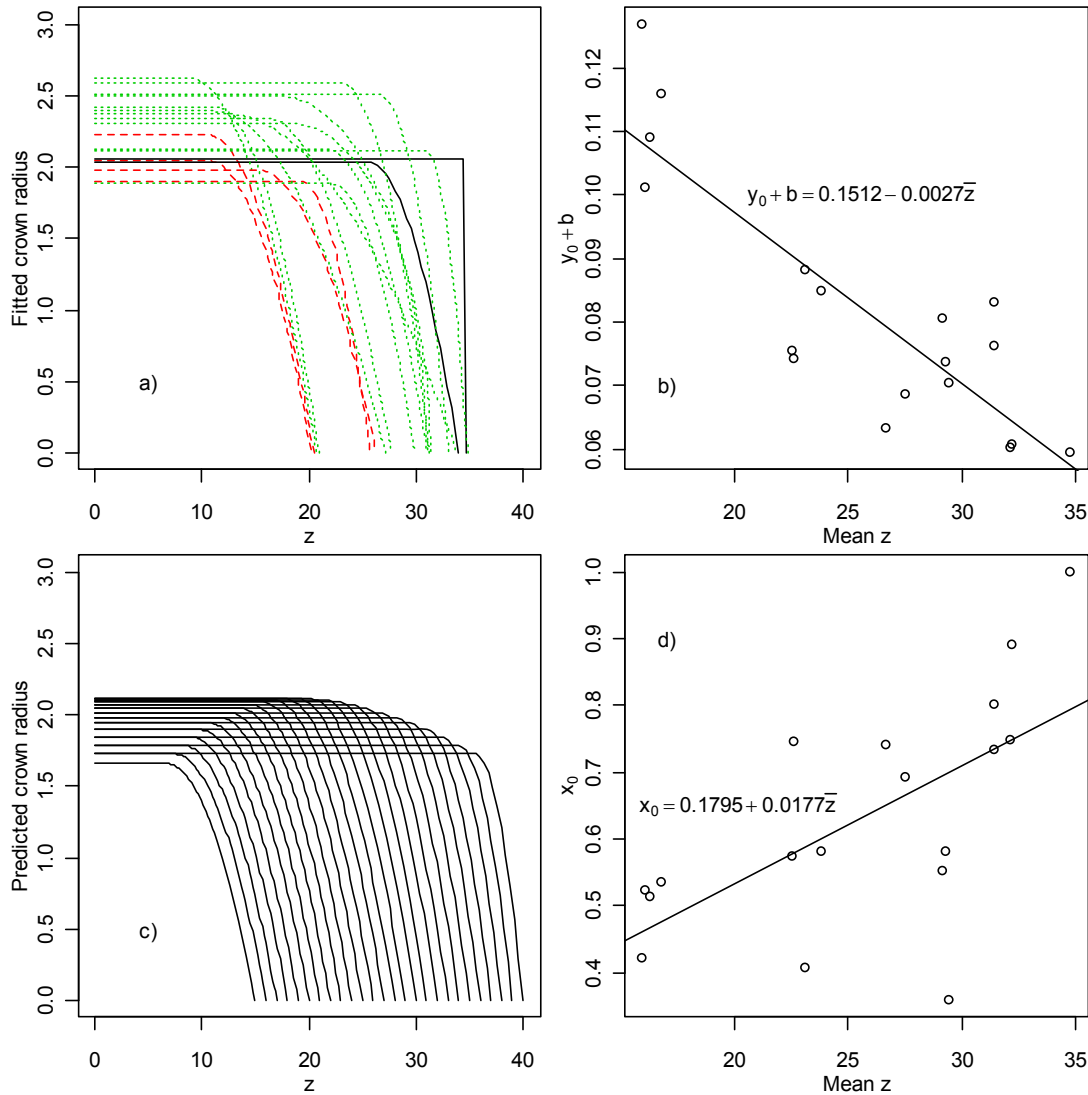 3.0
2.5
2.0
1.5
1.0
0.5
0.0
Fitted crown radius
a)
0 10 20 30 40
z
0.12
0.11
0.10
0.09
0.08
0.07
0.06
y₀ + b
y₀ + b = 0.1512 − 0.0027z̅
b)
20 25 30 35
Mean z
3.0
2.5
2.0
1.5
1.0
0.5
0.0
Predicted crown radius
c)
0 10 20 30 40
z
1.0
0.9
0.8
0.7
0.6
0.5
0.4
x₀
d)
x₀ = 0.1795 + 0.0177z̅
20 25 30 35
Mean z